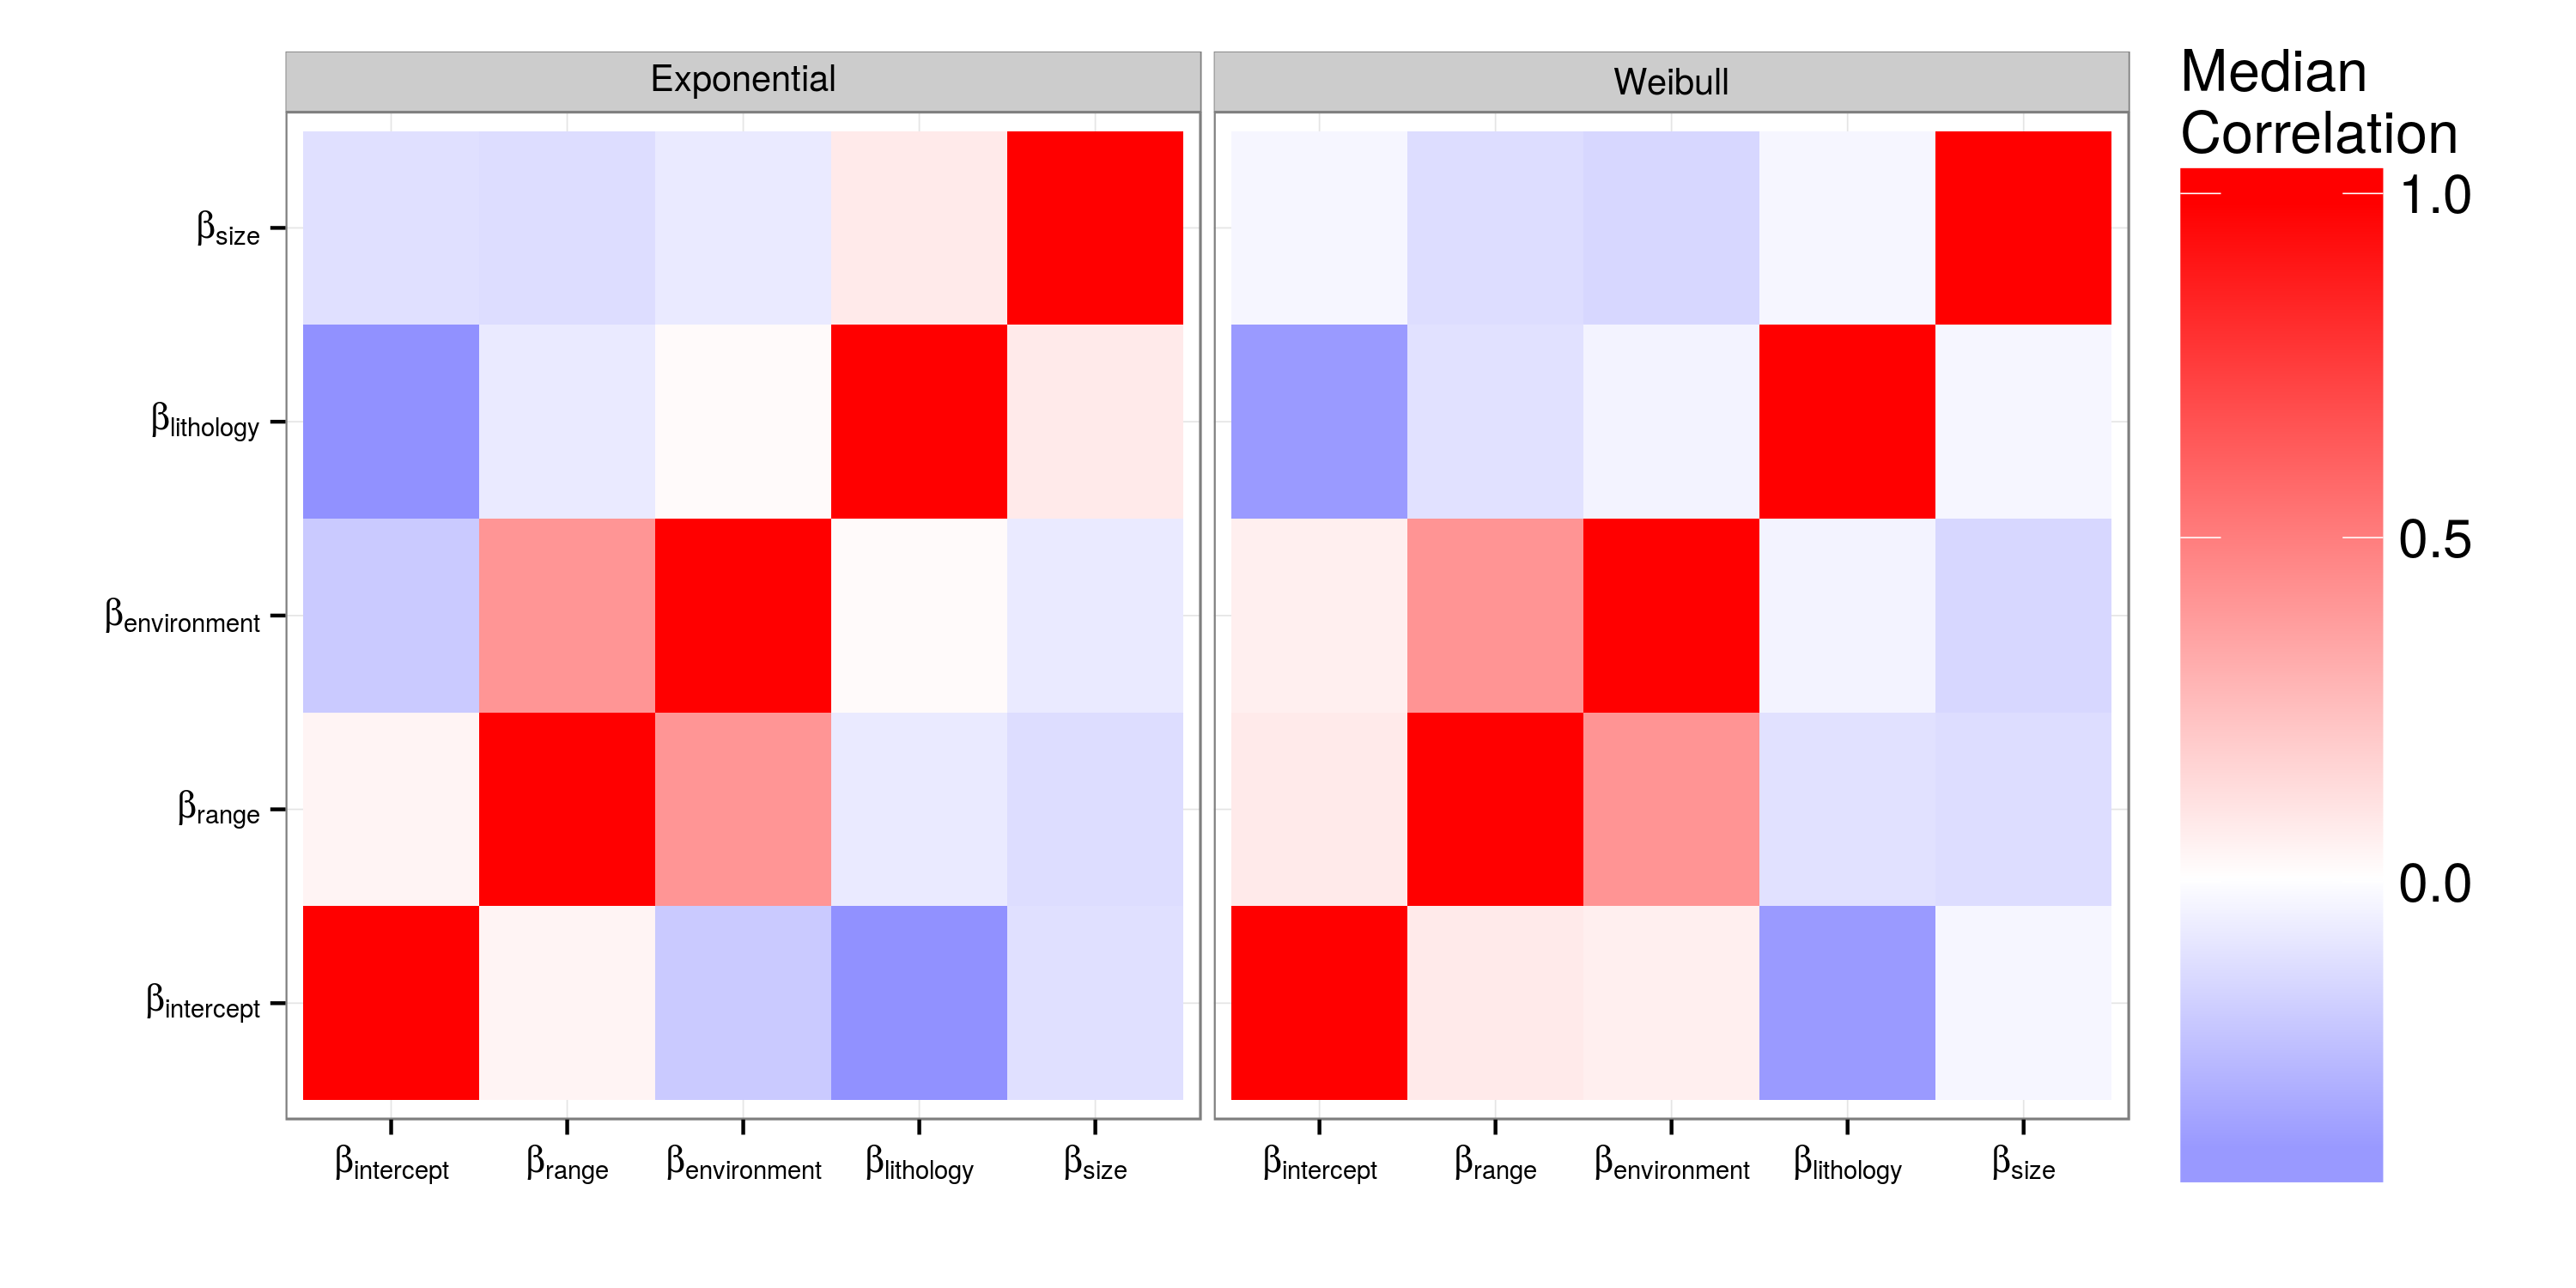 Exponential
Weibull
Median
Correlation
1.0
0.5
0.0
βsize
βlithology
βenvironment
βrange
βintercept
βintercept βrange βenvironment βlithology βsize
βintercept βrange βenvironment βlithology βsize